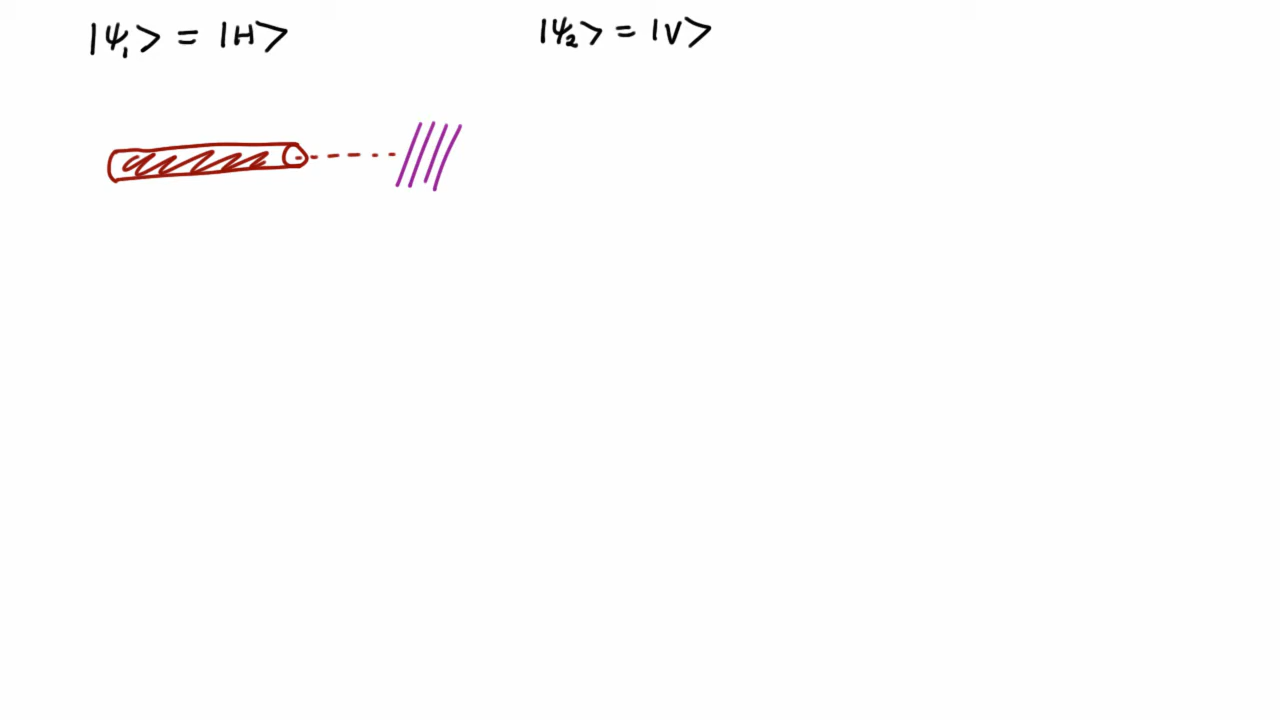 |ψ₁> = |H> |ψ₂> = |V>